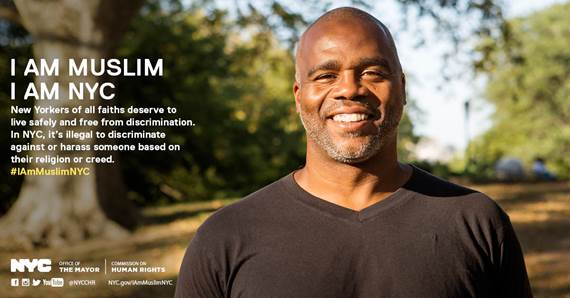 I AM MUSLIM
I AM NYC
New Yorkers of all faiths deserve to
live safely and free from discrimination.
In NYC, it's illegal to discriminate
against or harass someone based on
their religion or creed.
#IAmMuslimNYC
NYC OFFICE OF THE MAYOR COMMISSION ON HUMAN RIGHTS
You Tube @NYCCHR NYC.gov/IAmMuslimNYC